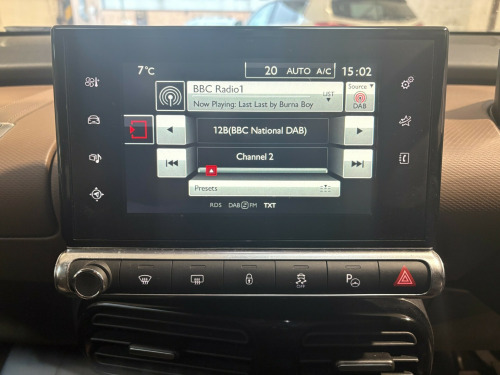 7°C
20 AUTO A/C
15:02
BBC Radio1
LIST
Source
Now Playing: Last Last by Burna Boy
DAB
12B(BBC National DAB)
Channel 2
Presets
RDS DAB FM TXT
OFF
P